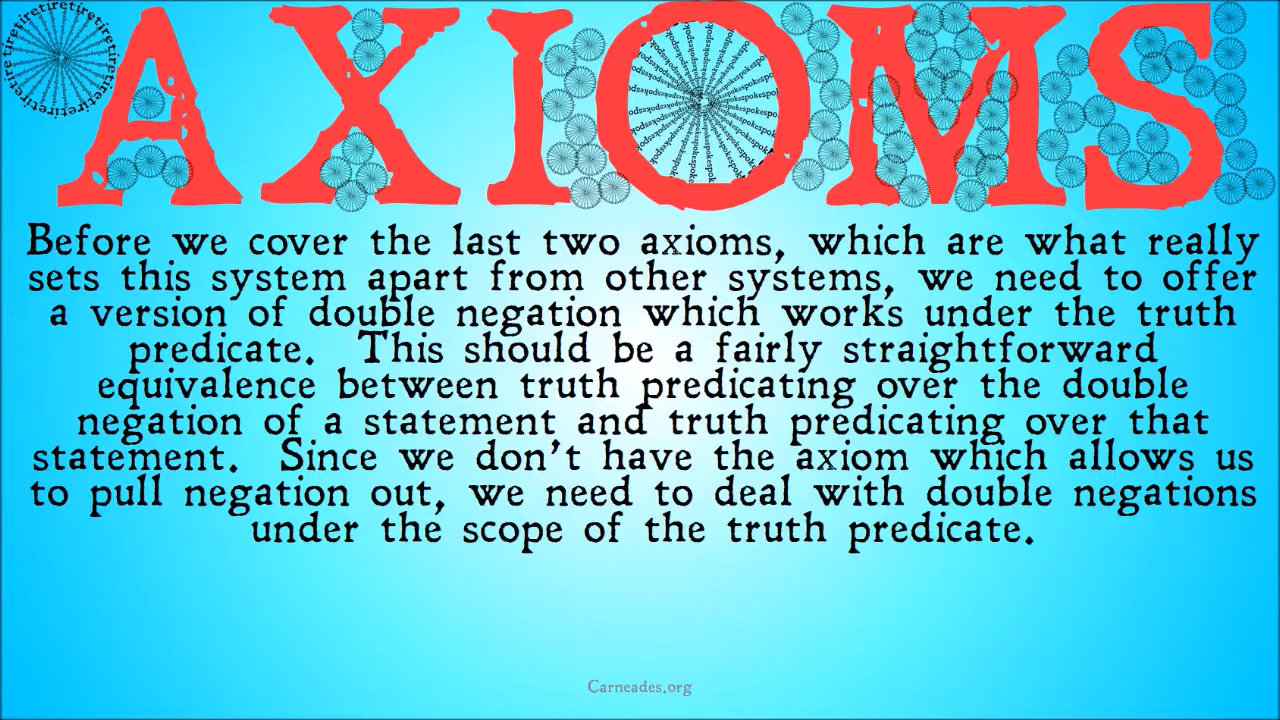 AXIOMS
Before we cover the last two axioms, which are what really
sets this system apart from other systems, we need to offer
a version of double negation which works under the truth
predicate. This should be a fairly straightforward
equivalence between truth predicating over the double
negation of a statement and truth predicating over that
statement. Since we don't have the axiom which allows us
to pull negation out, we need to deal with double negations
under the scope of the truth predicate.
Carneades.org